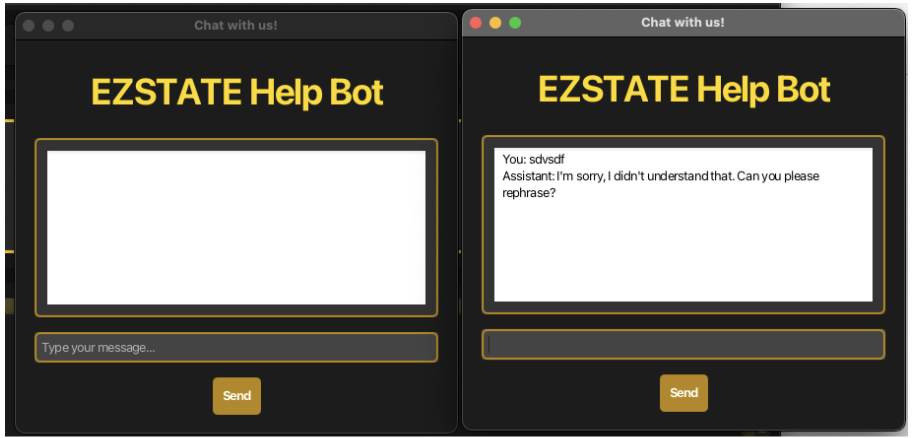 Chat with us!
EZSTATE Help Bot
Type your message...
Send
Chat with us!
EZSTATE Help Bot
You: sdvsdf
Assistant: I'm sorry, I didn't understand that. Can you please
rephrase?
Send